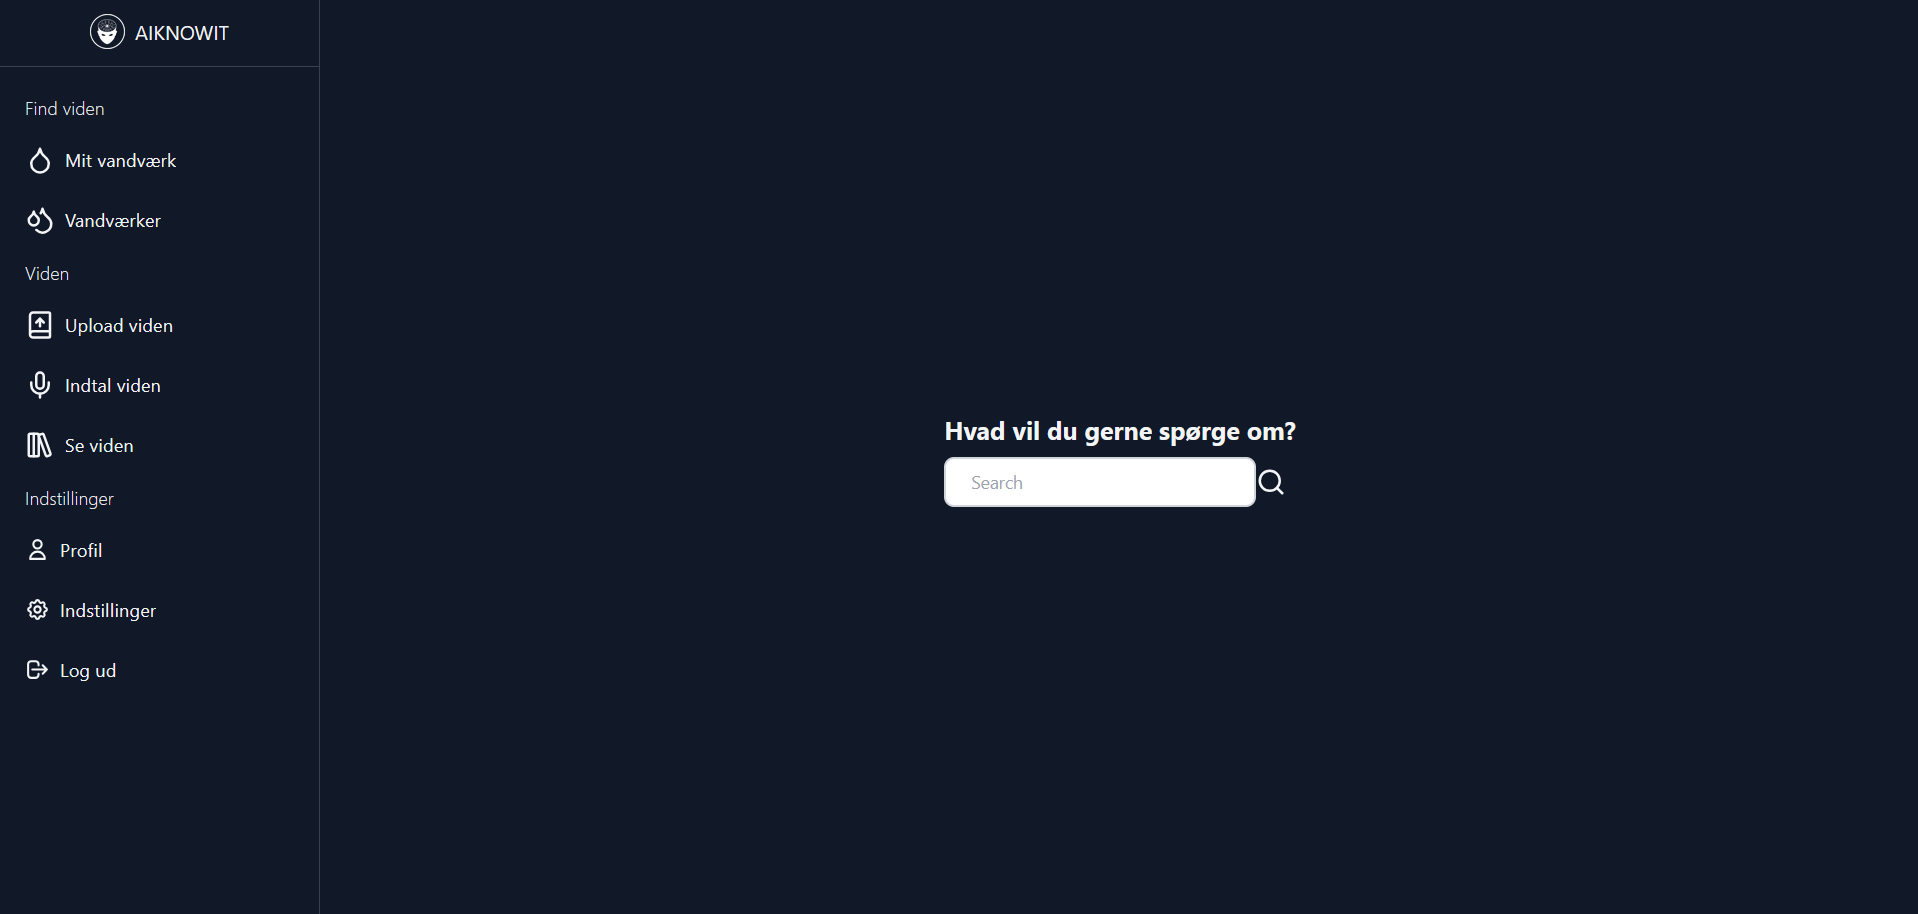 AIKNOWIT
Find viden
Mit vandværk
Vandværker
Viden
Upload viden
Indtal viden
Se viden
Indstillinger
Profil
Indstillinger
Log ud
Hvad vil du gerne spørge om?
Search